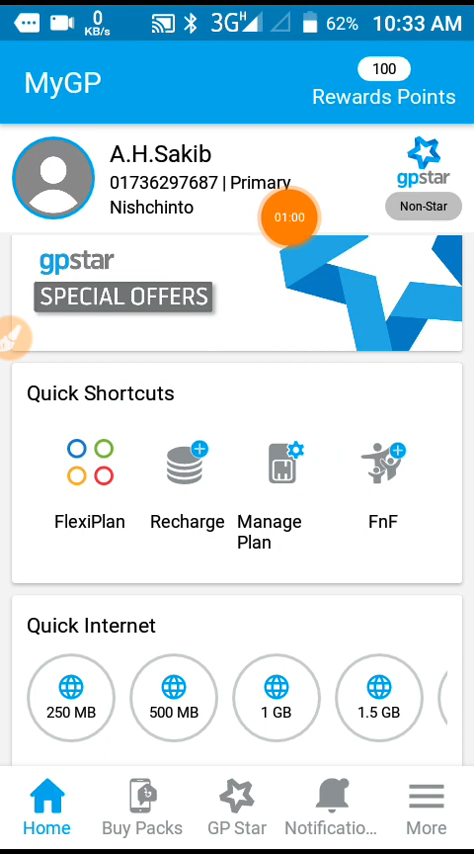 0
KB/s
3G H
62%
10:33 AM
MyGP
100
Rewards Points
A.H.Sakib
01736297687 | Primary
Nishchinto
gpstar
Non-Star
01:00
gpstar
SPECIAL OFFERS
Quick Shortcuts
FlexiPlan
Recharge
Manage
Plan
FnF
Quick Internet
250 MB
500 MB
1 GB
1.5 GB
Home
Buy Packs
GP Star
Notificatio...
More